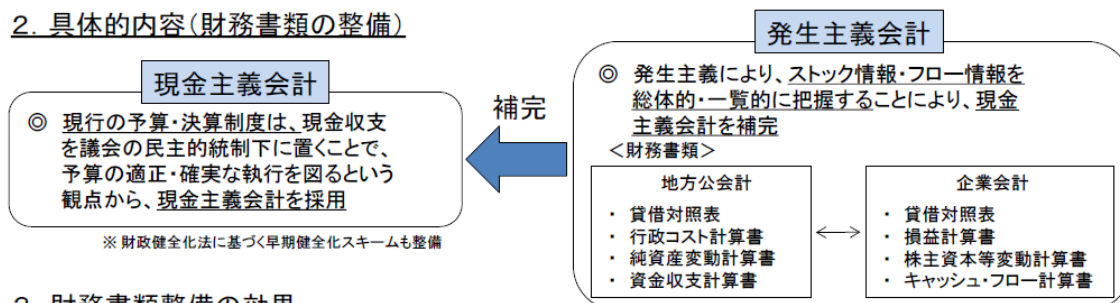 ２．具体的内容(財務書類の整備)
現金主義会計
◎ 現行の予算・決算制度は、現金収支
を議会の民主的統制下に置くことで、
予算の適正・確実な執行を図るという
観点から、現金主義会計を採用
※ 財政健全化法に基づく早期健全化スキームも整備
補完
発生主義会計
◎ 発生主義により、ストック情報・フロー情報を
総体的・一覧的に把握することにより、現金
主義会計を補完
＜財務書類＞
地方公会計
・ 貸借対照表
・ 行政コスト計算書
・ 純資産変動計算書
・ 資金収支計算書
企業会計
・ 貸借対照表
・ 損益計算書
・ 株主資本等変動計算書
・ キャッシュ・フロー計算書